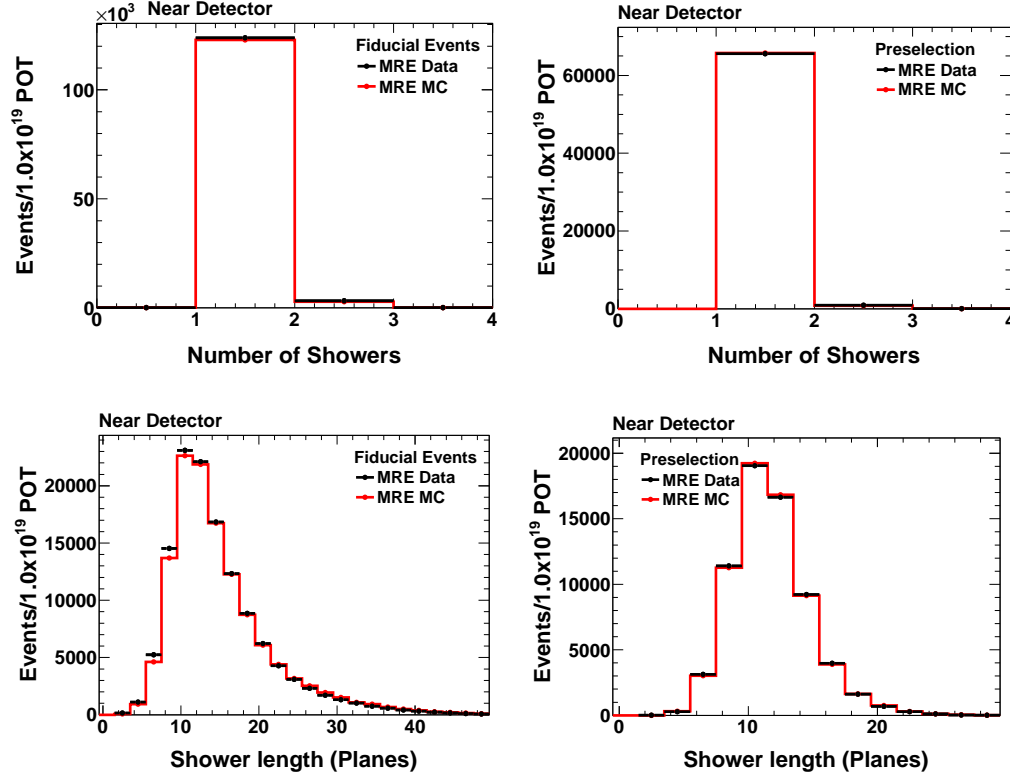 Near Detector
×10³
Fiducial Events
MRE Data
MRE MC
100
50
0
0 1 2 3 4
Events/1.0x10¹⁹ POT
Number of Showers
Near Detector
Preselection
MRE Data
MRE MC
60000
40000
20000
0
0 1 2 3 4
Events/1.0x10¹⁹ POT
Number of Showers
Near Detector
Fiducial Events
MRE Data
MRE MC
20000
15000
10000
5000
0
0 10 20 30 40
Events/1.0x10¹⁹ POT
Shower length (Planes)
Near Detector
Preselection
MRE Data
MRE MC
20000
15000
10000
5000
0
0 10 20
Events/1.0x10¹⁹ POT
Shower length (Planes)